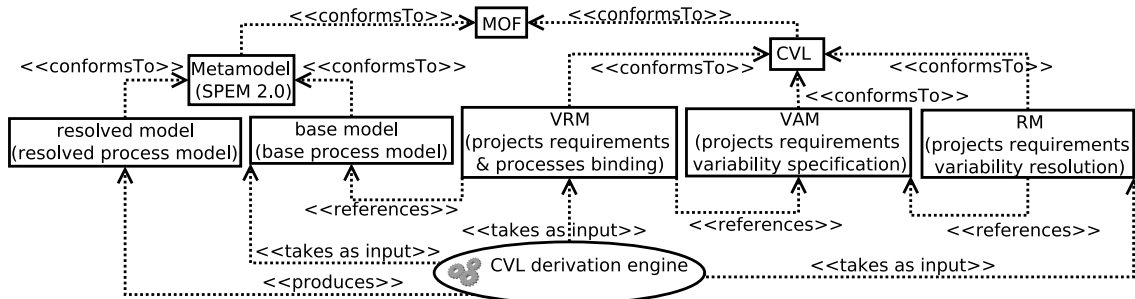 <<conformsTo>> MOF <<conformsTo>>
<<conformsTo>> Metamodel <<conformsTo>> <<conformsTo>> CVL
(SPEM 2.0) <<conformsTo>>
resolved model
(resolved process model)
base model
(base process model)
VRM
(projects requirements
& processes binding)
VAM
(projects requirements
variability specification)
RM
(projects requirements
variability resolution)
<<references>>
<<references>>
<<references>>
<<takes as input>>
<<takes as input>>
<<takes as input>>
CVL derivation engine
<<produces>>